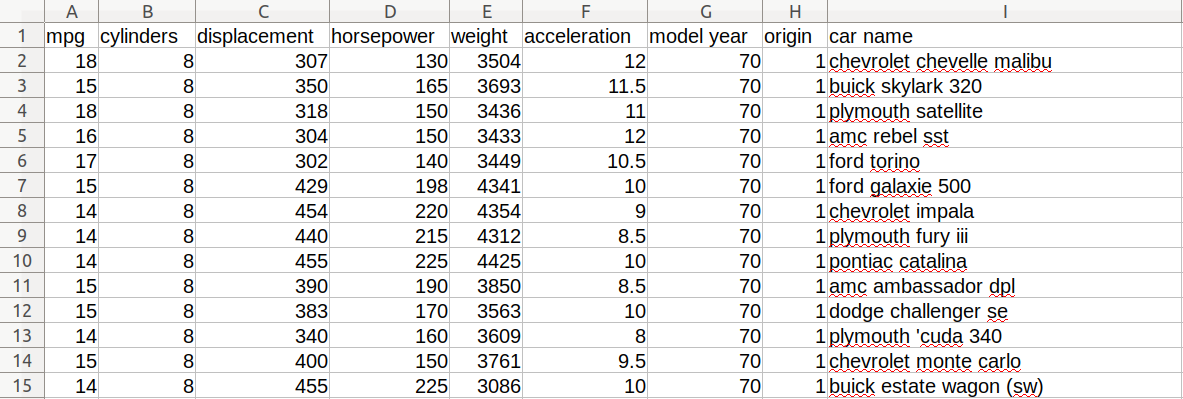 A B C D E F G H I
1 mpg cylinders displacement horsepower weight acceleration model year origin car name
2 18 8 307 130 3504 12 70 1 chevrolet chevelle malibu
3 15 8 350 165 3693 11.5 70 1 buick skylark 320
4 18 8 318 150 3436 11 70 1 plymouth satellite
5 16 8 304 150 3433 12 70 1 amc rebel sst
6 17 8 302 140 3449 10.5 70 1 ford torino
7 15 8 429 198 4341 10 70 1 ford galaxie 500
8 14 8 454 220 4354 9 70 1 chevrolet impala
9 14 8 440 215 4312 8.5 70 1 plymouth fury iii
10 14 8 455 225 4425 10 70 1 pontiac catalina
11 15 8 390 190 3850 8.5 70 1 amc ambassador dpl
12 15 8 383 170 3563 10 70 1 dodge challenger se
13 14 8 340 160 3609 8 70 1 plymouth 'cuda 340
14 15 8 400 150 3761 9.5 70 1 chevrolet monte carlo
15 14 8 455 225 3086 10 70 1 buick estate wagon (sw)